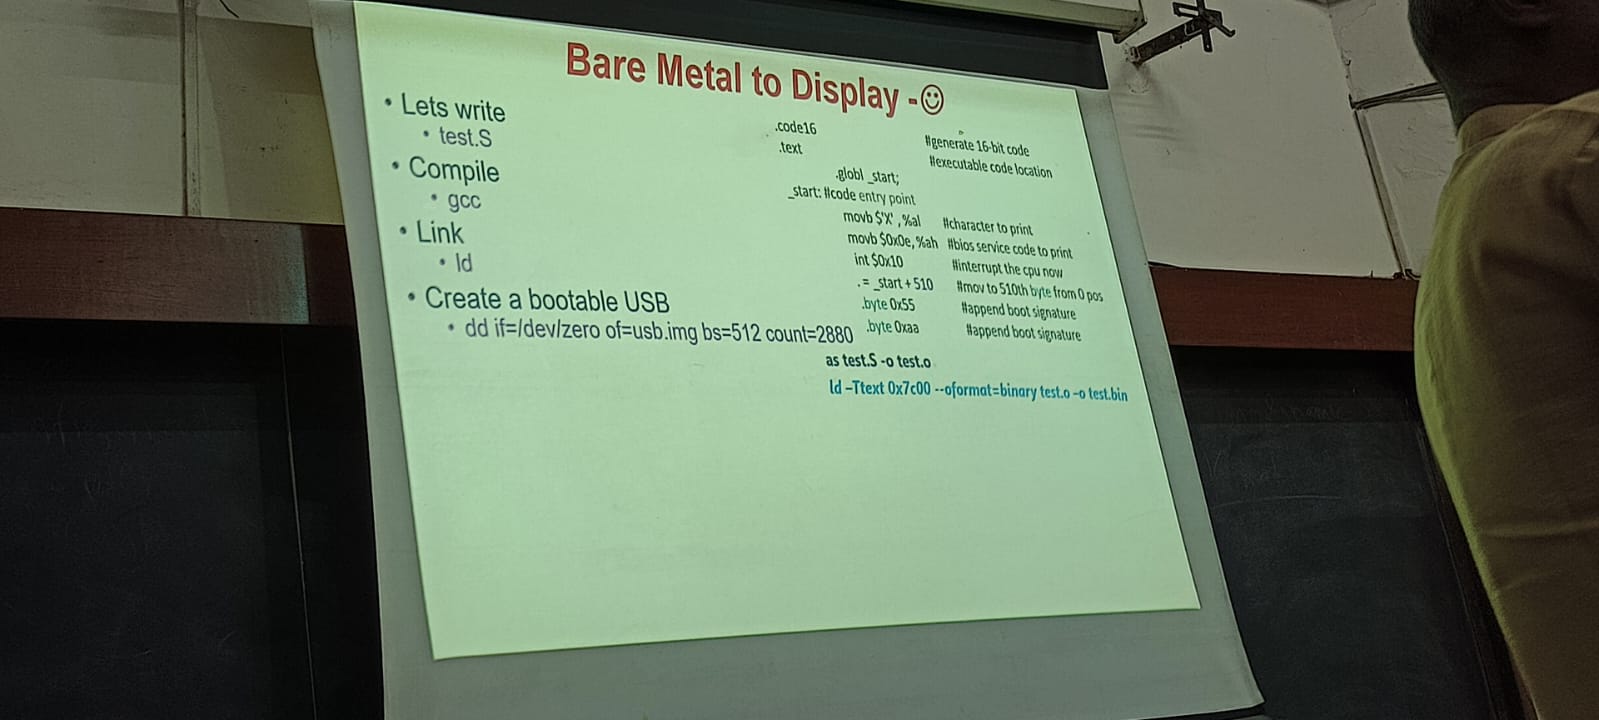 Bare Metal to Display -☺
• Lets write
• test.S
• Compile
• gcc
• Link
• ld
• Create a bootable USB
• dd if=/dev/zero of=usb.img bs=512 count=2880
.code16 #generate 16-bit code
.text #executable code location
.globl _start;
_start: #code entry point
movb $'X' , %al #character to print
movb $0x0e, %ah #bios service code to print
int $0x10 #interrupt the cpu now
. = _start + 510 #mov to 510th byte from 0 pos
.byte 0x55 #append boot signature
.byte 0xaa #append boot signature
as test.S -o test.o
ld –Ttext 0x7c00 --oformat=binary test.o –o test.bin